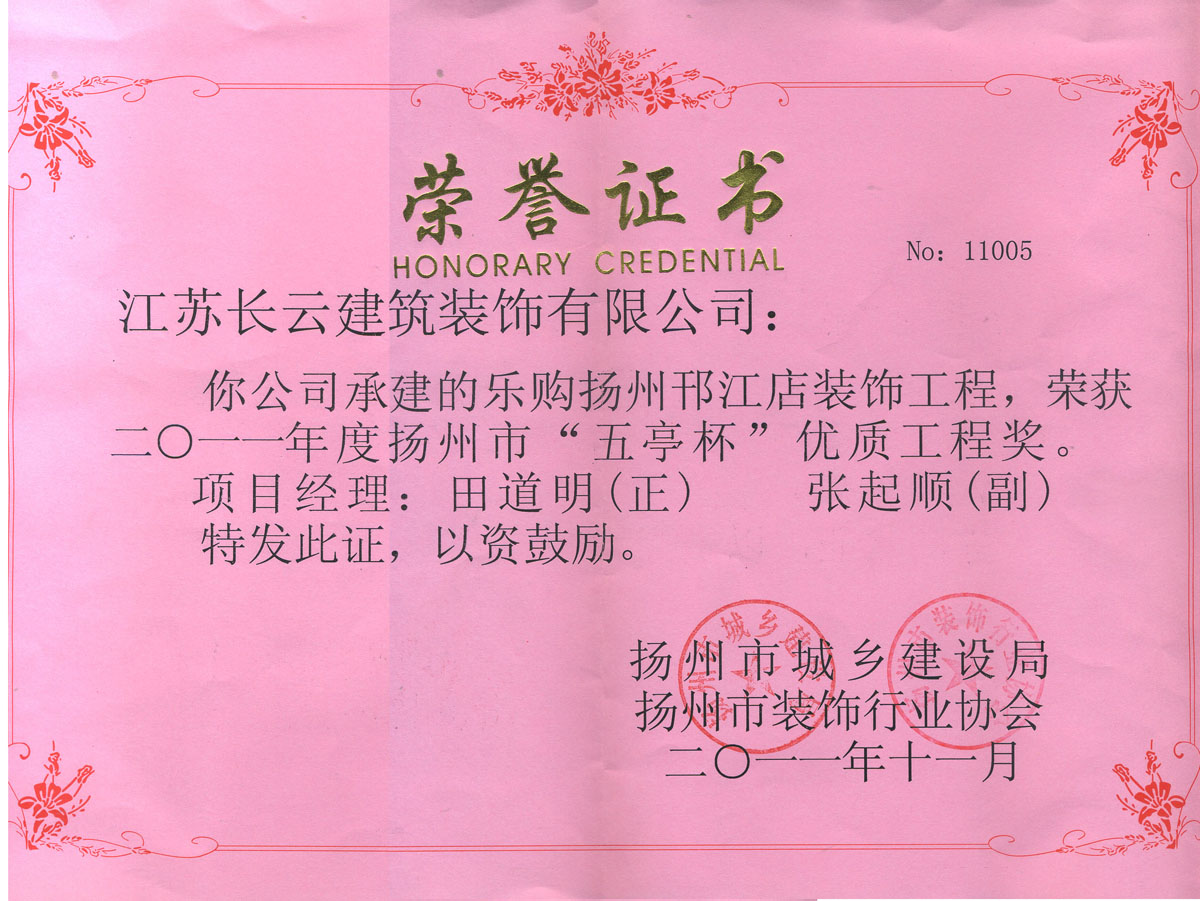 荣誉证书
HONORARY CREDENTIAL
No: 11005
江苏长云建筑装饰有限公司：
你公司承建的乐购扬州邗江店装饰工程，荣获
二〇一一年度扬州市“五亭杯”优质工程奖。
项目经理：田道明(正) 张起顺(副)
特发此证，以资鼓励。
扬州市城乡建设局
扬州市装饰行业协会
二〇一一年十一月